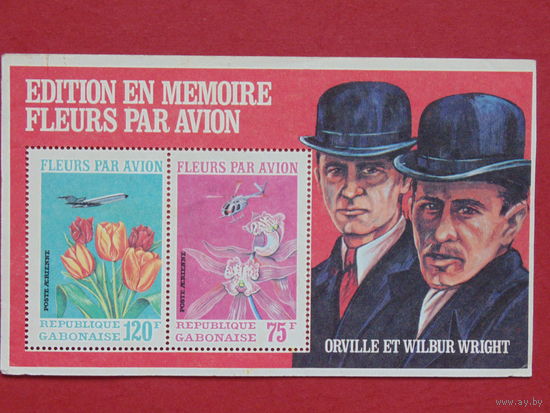 EDITION EN MEMOIRE
FLEURS PAR AVION
FLEURS PAR AVION
POSTE AERIENNE
REPUBLIQUE
GABONAISE
120F
FLEURS PAR AVION
POSTE AERIENNE
REPUBLIQUE
GABONAISE
75F
ORVILLE ET WILBUR WRIGHT
www.ay.by